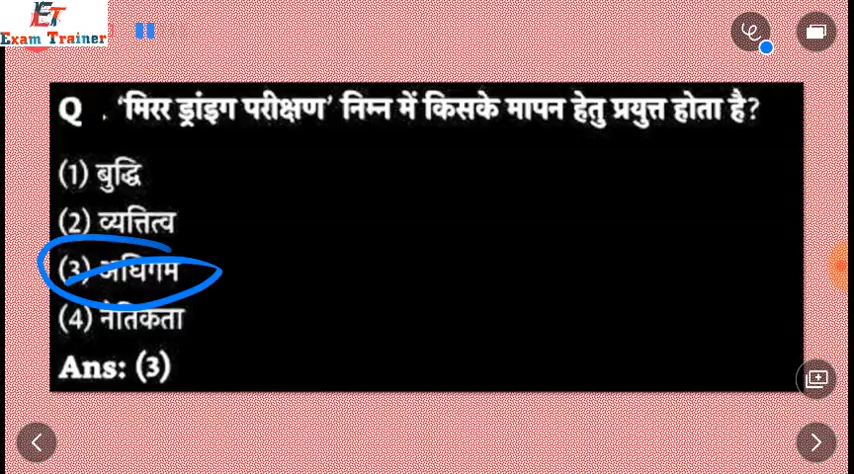 ET
Exam Trainer
Q . 'मिरर ड्रांइग परीक्षण' निम्न में किसके मापन हेतु प्रयुत्त होता है?
(1) बुद्धि
(2) व्यत्तित्व
(3) अधिगम
(4) नैतिकता
Ans: (3)